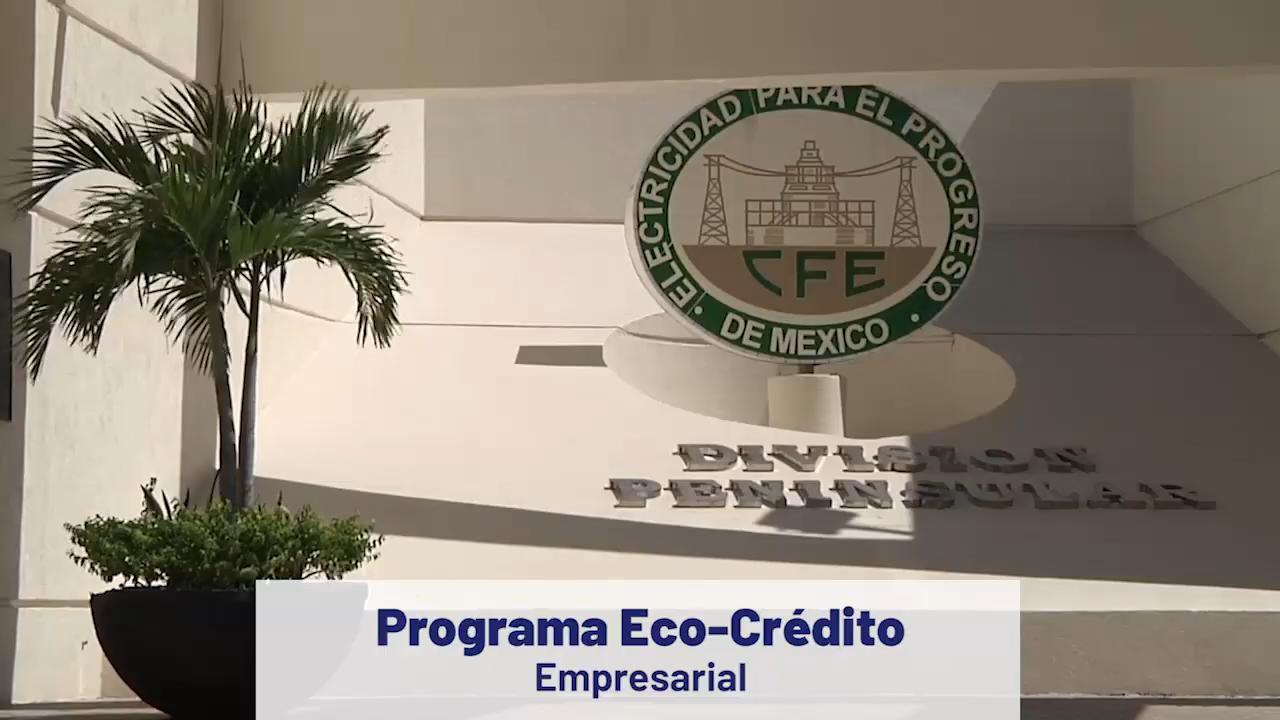 ELECTRICIDAD PARA EL PROGRESO
DE MEXICO
CFE
DIVISION
PENINSULAR
Programa Eco-Crédito
Empresarial